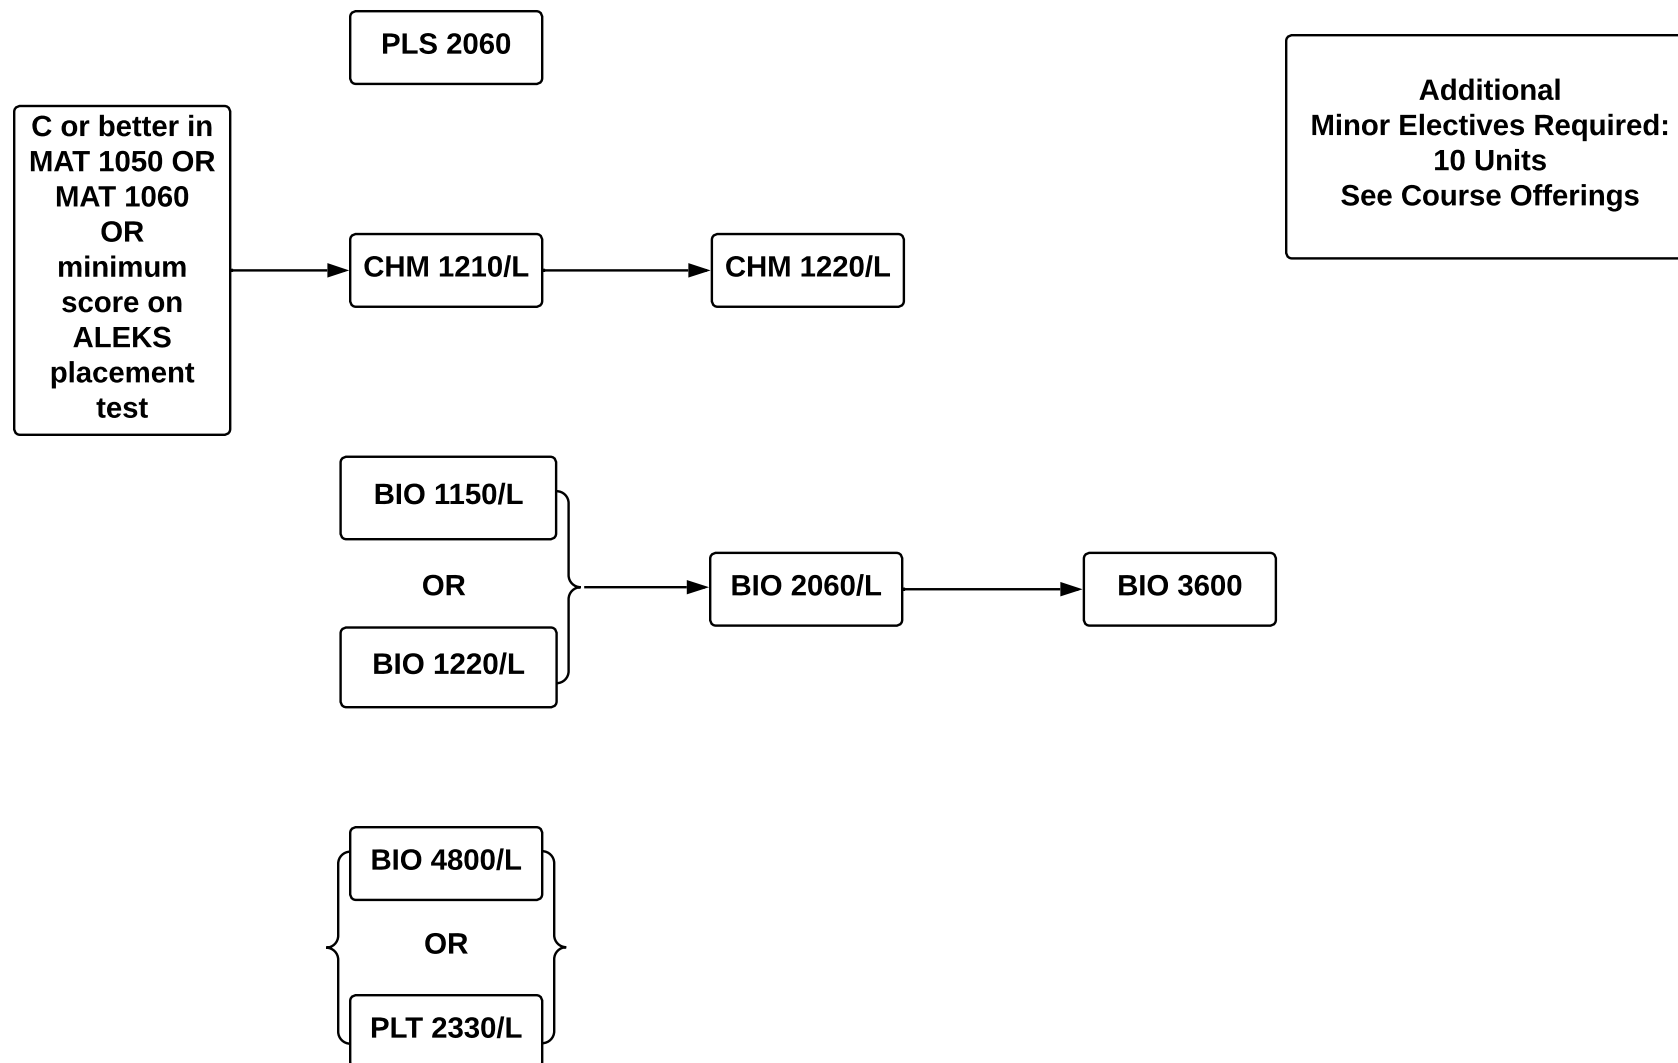 PLS 2060
Additional
Minor Electives Required:
10 Units
See Course Offerings
C or better in
MAT 1050 OR
MAT 1060
OR
minimum
score on
ALEKS
placement
test
CHM 1210/L
CHM 1220/L
BIO 1150/L
OR
BIO 1220/L
BIO 2060/L
BIO 3600
BIO 4800/L
OR
PLT 2330/L